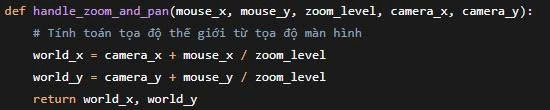 def handle_zoom_and_pan(mouse_x, mouse_y, zoom_level, camera_x, camera_y):
# Tính toán tọa độ thế giới từ tọa độ màn hình
world_x = camera_x + mouse_x / zoom_level
world_y = camera_y + mouse_y / zoom_level
return world_x, world_y